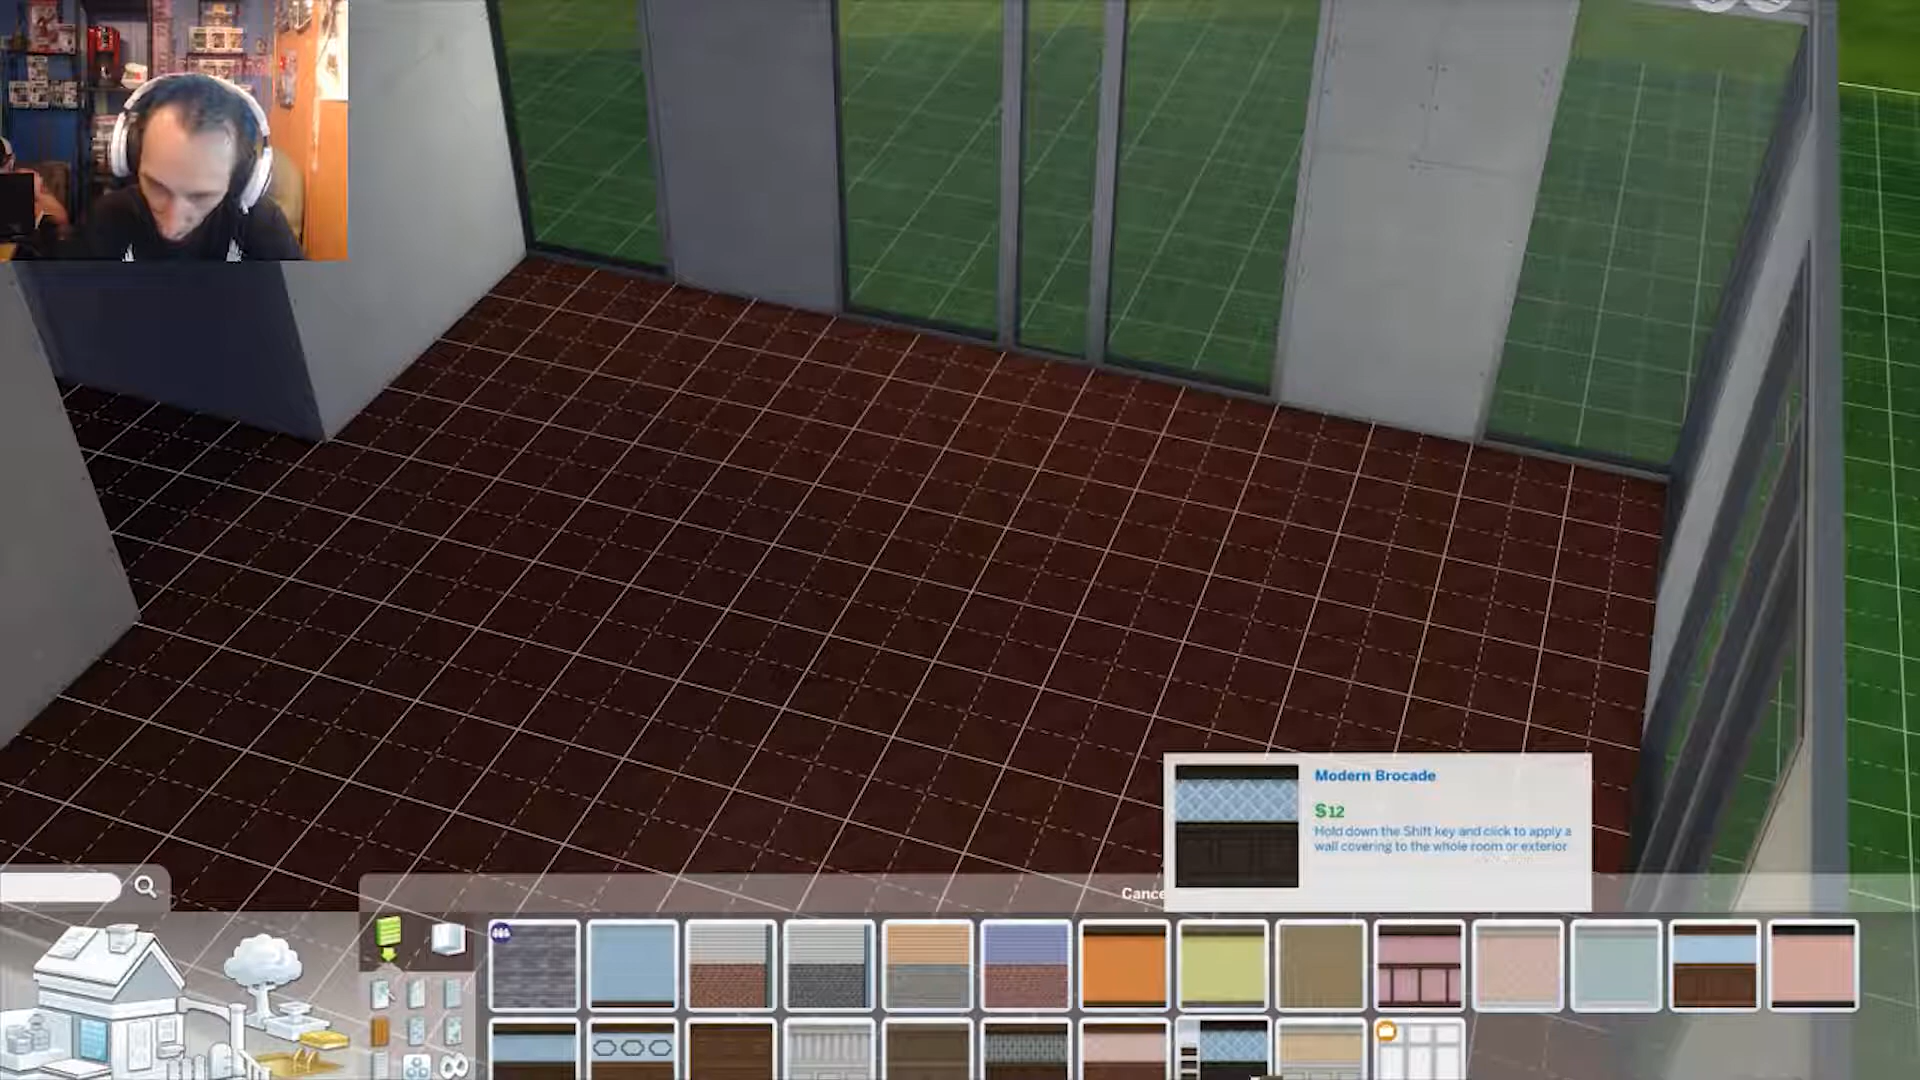 Modern Brocade
$12
Hold down the Shift key and click to apply a
wall covering to the whole room or exterior
Cance